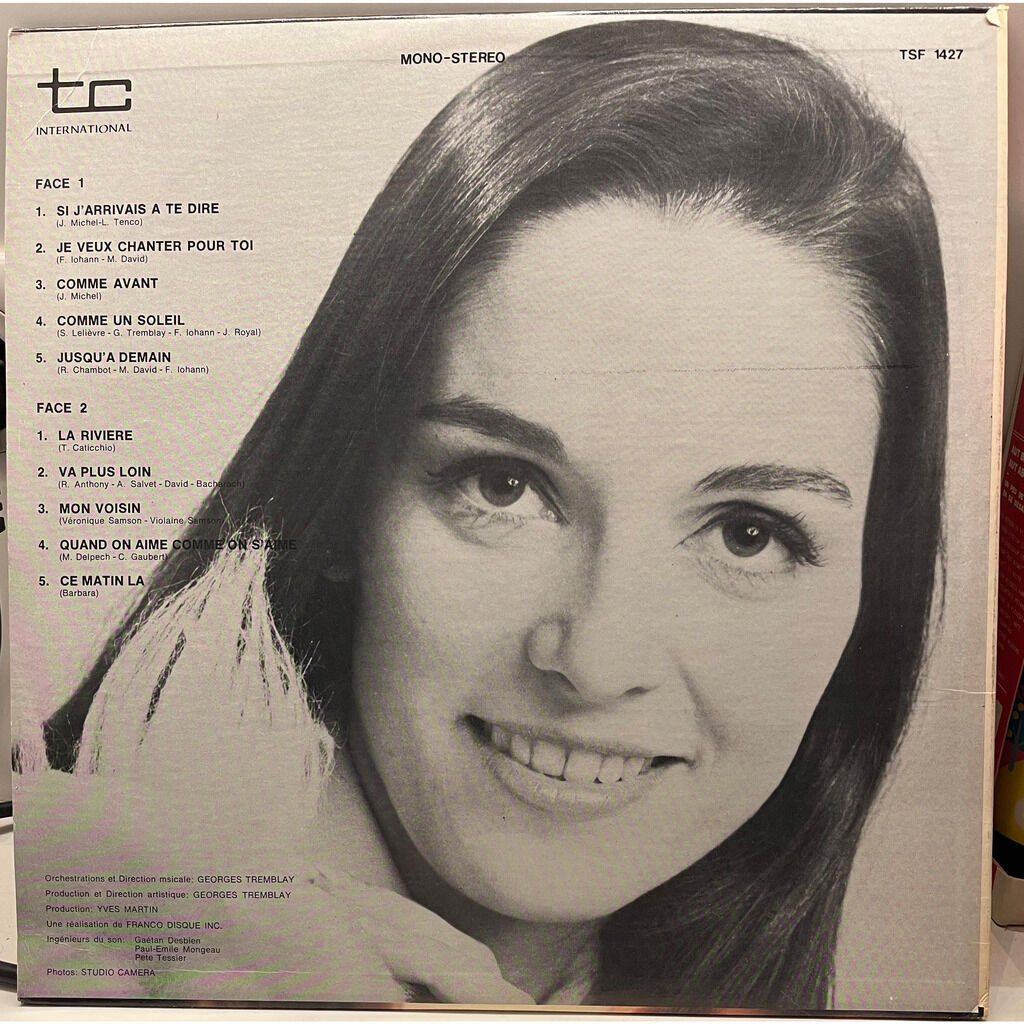 MONO-STEREO
TSF 1427
tc
INTERNATIONAL
FACE 1
1. SI J'ARRIVAIS A TE DIRE
(J. Michel-L. Tenco)
2. JE VEUX CHANTER POUR TOI
(F. Iohann - M. David)
3. COMME AVANT
(J. Michel)
4. COMME UN SOLEIL
(S. Lelièvre - G. Tremblay - F. Iohann - J. Royal)
5. JUSQU'A DEMAIN
(R. Chambot - M. David - F. Iohann)
FACE 2
1. LA RIVIERE
(T. Caticchio)
2. VA PLUS LOIN
(R. Anthony - A. Salvet - David - Bacharach)
3. MON VOISIN
(Véronique Samson - Violaine Samson)
4. QUAND ON AIME COMME ON S'AIME
(M. Delpech - C. Gaubert)
5. CE MATIN LA
(Barbara)
Orchestrations et Direction msicale: GEORGES TREMBLAY
Production et Direction artistique: GEORGES TREMBLAY
Production: YVES MARTIN
Une réalisation de FRANCO DISQUE INC.
Ingénieurs du son: Gaétan Desbien
Paul-Emile Mongeau
Pete Tessier
Photos: STUDIO CAMERA